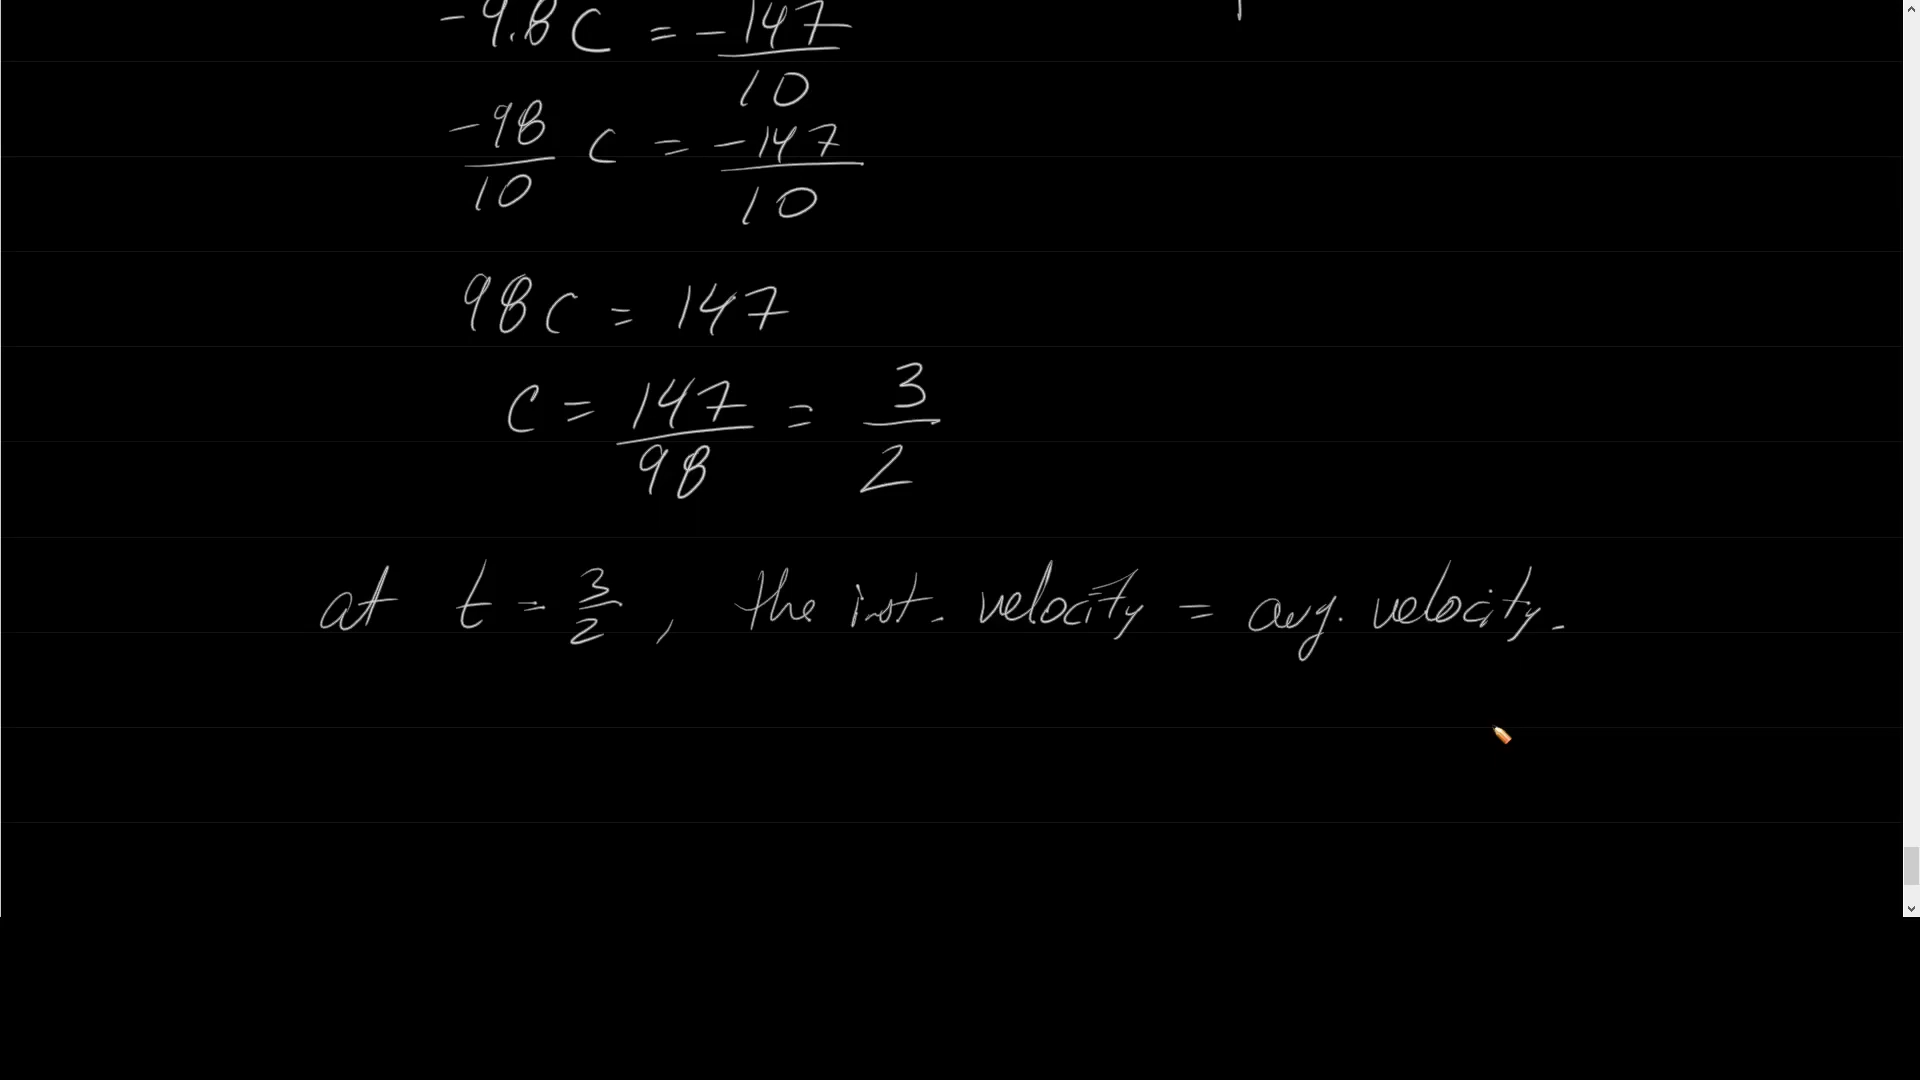 -9.8 C = -147/10
-98/10 C = -147/10
98C = 147
C = 147/98 = 3/2
at t = 3/2, the inst. velocity = avg. velocity.